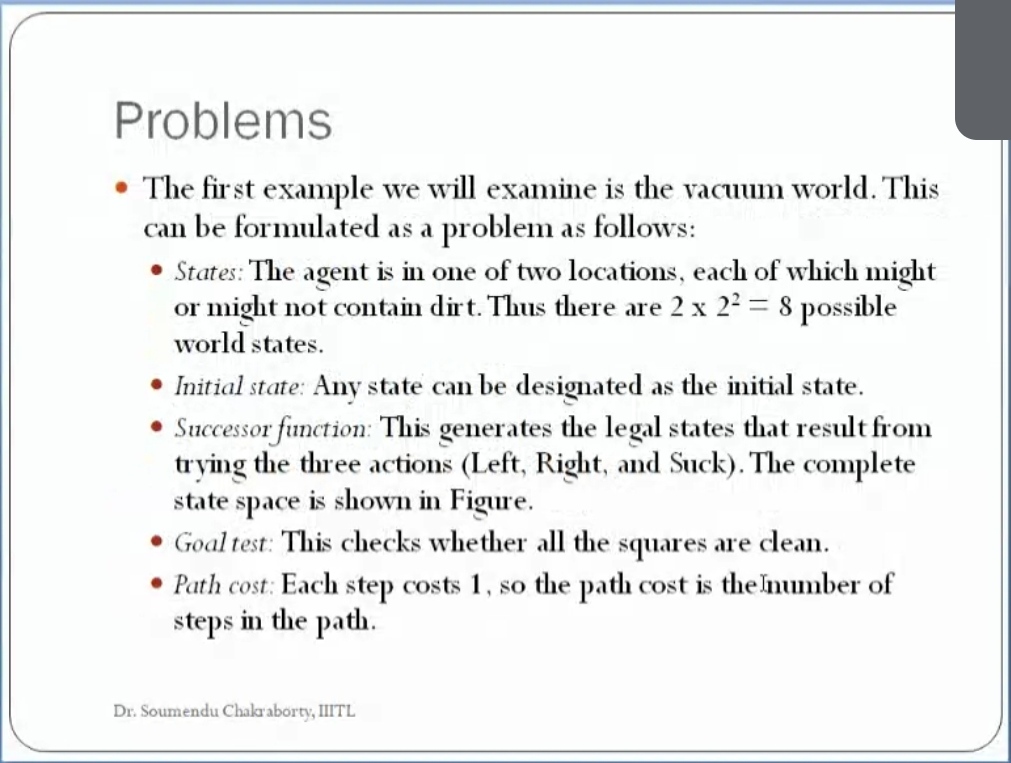 Problems
• The first example we will examine is the vacuum world. This
can be formulated as a problem as follows:
• States: The agent is in one of two locations, each of which might
or might not contain dirt. Thus there are 2 x 2² = 8 possible
world states.
• Initial state: Any state can be designated as the initial state.
• Successor function: This generates the legal states that result from
trying the three actions (Left, Right, and Suck). The complete
state space is shown in Figure.
• Goal test: This checks whether all the squares are clean.
• Path cost: Each step costs 1, so the path cost is the number of
steps in the path.
Dr. Soumendu Chakraborty, IIITL